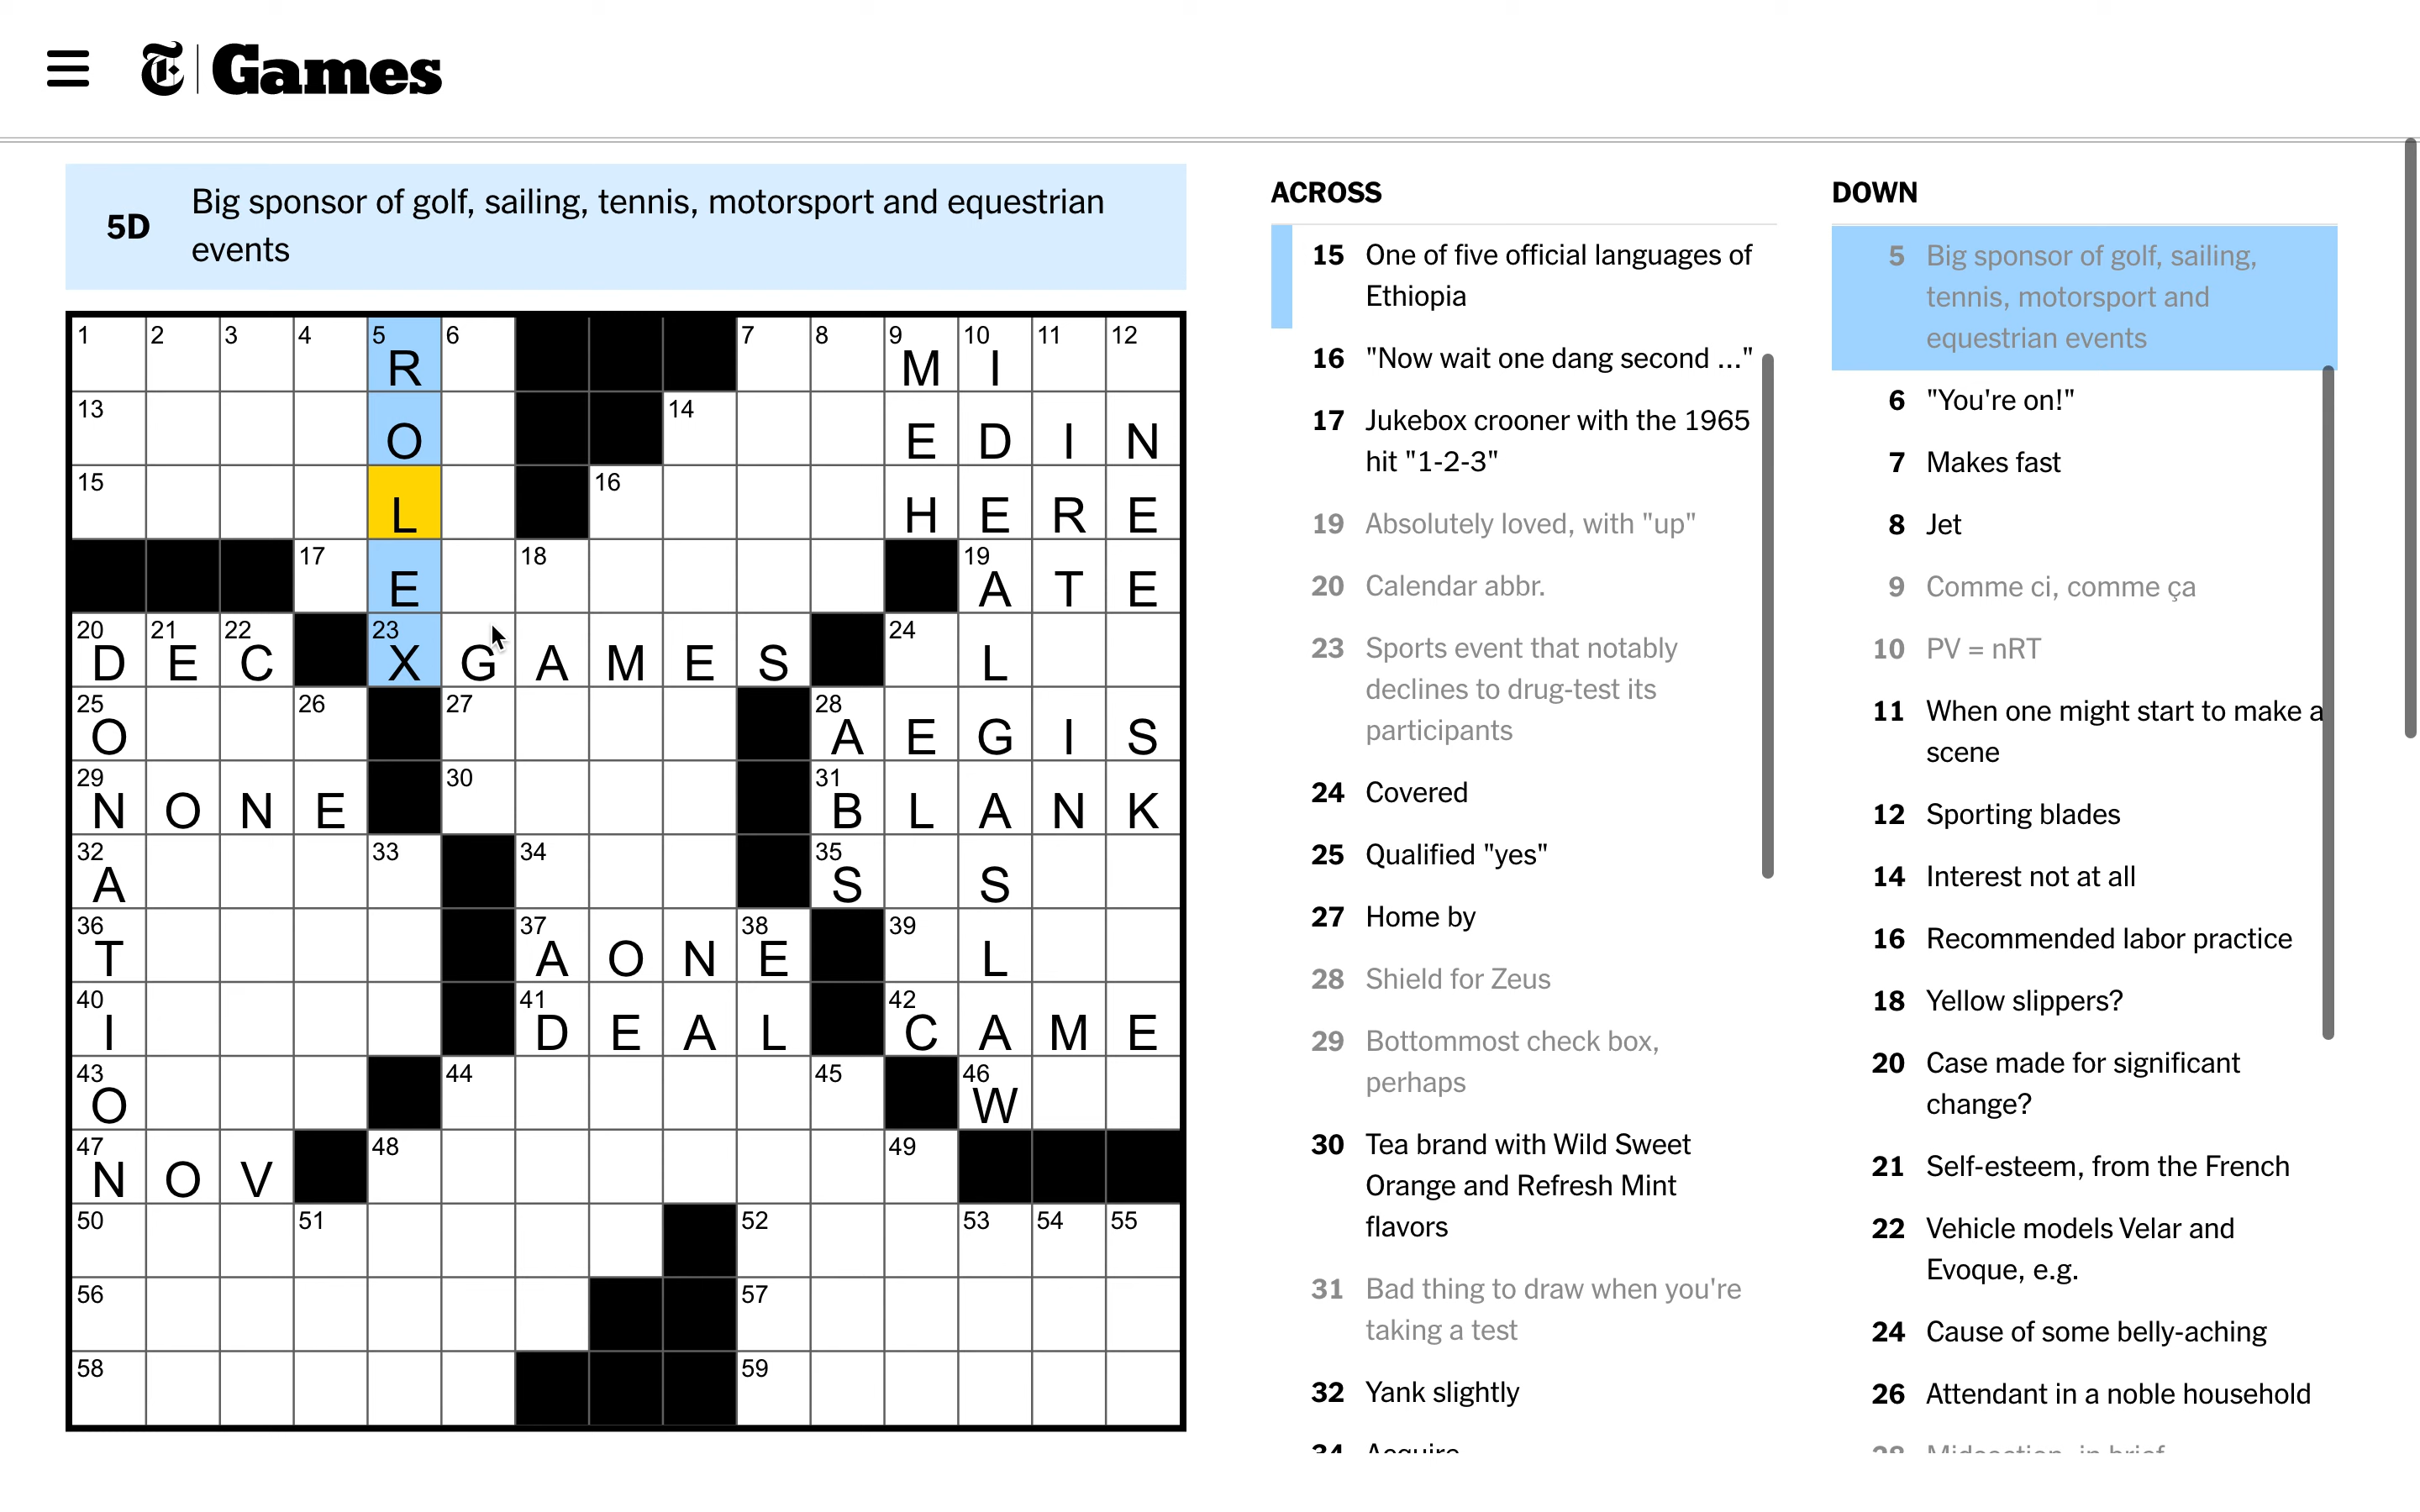 T Games
5D
Big sponsor of golf, sailing, tennis, motorsport and equestrian
events
1 2 3 4 5 6 7 8 9 10 11 12
R M I
13 14
O E D I N
15 16
L H E R E
17 18 19
E A T E
20 21 22 23 24
D E C X G A M E S L
25 26 27 28
O A E G I S
29 30 31
N O N E B L A N K
32 33 34 35
A S S
36 37 38 39
T A O N E L
40 41 42
I D E A L C A M E
43 44 45 46
O W
47 48 49
N O V
50 51 52 53 54 55
56 57
58 59
ACROSS
15 One of five official languages of
Ethiopia
16 "Now wait one dang second ..."
17 Jukebox crooner with the 1965
hit "1-2-3"
19 Absolutely loved, with "up"
20 Calendar abbr.
23 Sports event that notably
declines to drug-test its
participants
24 Covered
25 Qualified "yes"
27 Home by
28 Shield for Zeus
29 Bottommost check box,
perhaps
30 Tea brand with Wild Sweet
Orange and Refresh Mint
flavors
31 Bad thing to draw when you're
taking a test
32 Yank slightly
34 Acquire
DOWN
5 Big sponsor of golf, sailing,
tennis, motorsport and
equestrian events
6 "You're on!"
7 Makes fast
8 Jet
9 Comme ci, comme ça
10 PV = nRT
11 When one might start to make a
scene
12 Sporting blades
14 Interest not at all
16 Recommended labor practice
18 Yellow slippers?
20 Case made for significant
change?
21 Self-esteem, from the French
22 Vehicle models Velar and
Evoque, e.g.
24 Cause of some belly-aching
26 Attendant in a noble household
28 Midsection, in brief